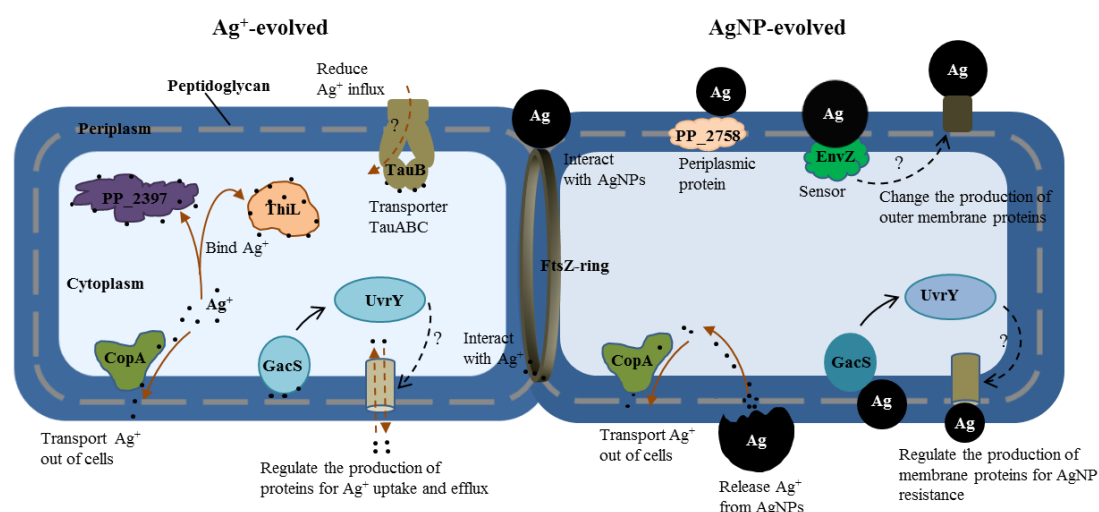 Ag⁺-evolved
AgNP-evolved
Reduce
Ag⁺ influx
Peptidoglycan
Periplasm
?
TauB
Transporter
TauABC
PP_2397
ThiL
Bind Ag⁺
Cytoplasm
Ag⁺
CopA
GacS
UvrY
?
Transport Ag⁺
out of cells
Regulate the production of
proteins for Ag⁺ uptake and efflux
Ag
Interact
with AgNPs
FtsZ-ring
Interact
with Ag⁺
Ag
PP_2758
Periplasmic
protein
Ag
EnvZ
Sensor
?
Ag
Change the production of
outer membrane proteins
CopA
Transport Ag⁺
out of cells
Ag
Release Ag⁺
from AgNPs
GacS
Ag
UvrY
?
Ag
Regulate the production of
membrane proteins for AgNP
resistance